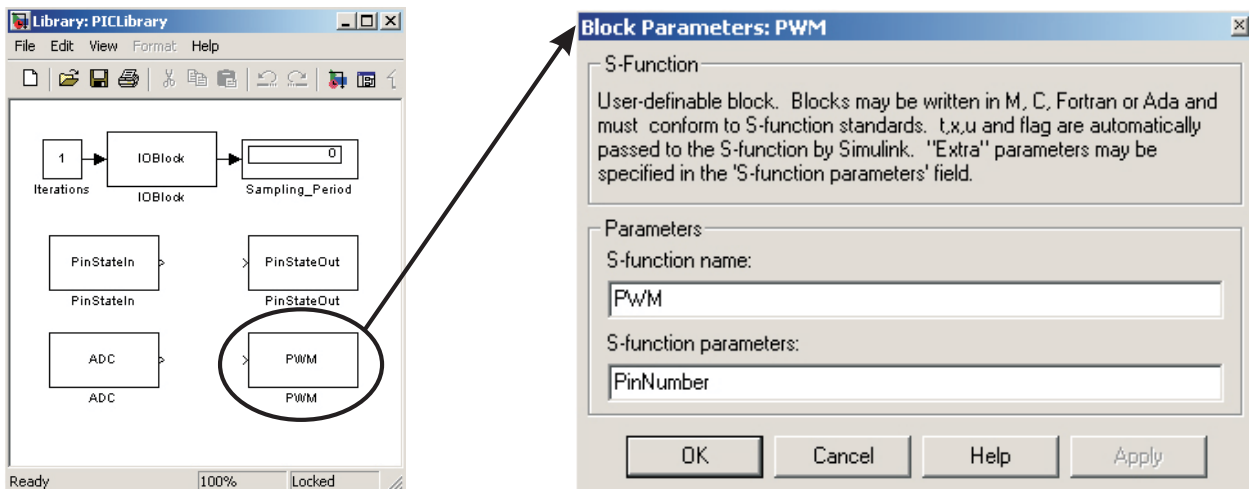 Library: PICLibrary
File Edit View Format Help
1
IOBlock
0
Iterations
IOBlock
Sampling_Period
PinStateIn
PinStateOut
PinStateIn
PinStateOut
ADC
PWM
ADC
PWM
Ready
100%
Locked
Block Parameters: PWM
S-Function
User-definable block. Blocks may be written in M, C, Fortran or Ada and
must conform to S-function standards. t,x,u and flag are automatically
passed to the S-function by Simulink. "Extra" parameters may be
specified in the 'S-function parameters' field.
Parameters
S-function name:
PWM
S-function parameters:
PinNumber
OK
Cancel
Help
Apply